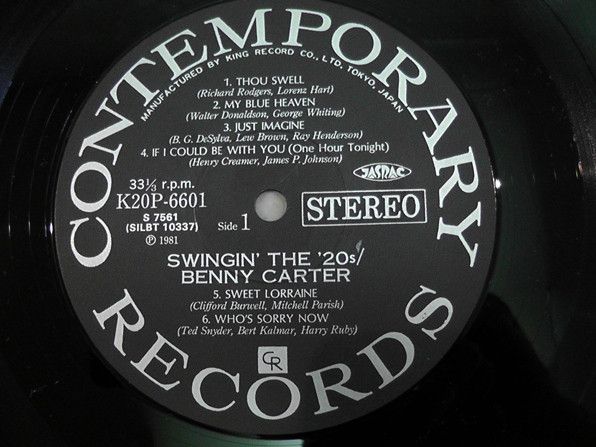 CONTEMPORARY
MANUFACTURED BY KING RECORD CO., LTD. TOKYO, JAPAN
1. THOU SWELL
(Richard Rodgers, Lorenz Hart)
2. MY BLUE HEAVEN
(Walter Donaldson, George Whiting)
3. JUST IMAGINE
(B. G. DeSylva, Lew Brown, Ray Henderson)
4. IF I COULD BE WITH YOU (One Hour Tonight)
(Henry Creamer, James P. Johnson)
33⅓ r.p.m.
JASRAC
K20P-6601
S 7561
(SILBT 10337)
Side 1
STEREO
℗ 1981
SWINGIN' THE '20s/
BENNY CARTER
5. SWEET LORRAINE
(Clifford Burwell, Mitchell Parish)
6. WHO'S SORRY NOW
(Ted Snyder, Bert Kalmar, Harry Ruby)
CR
RECORDS